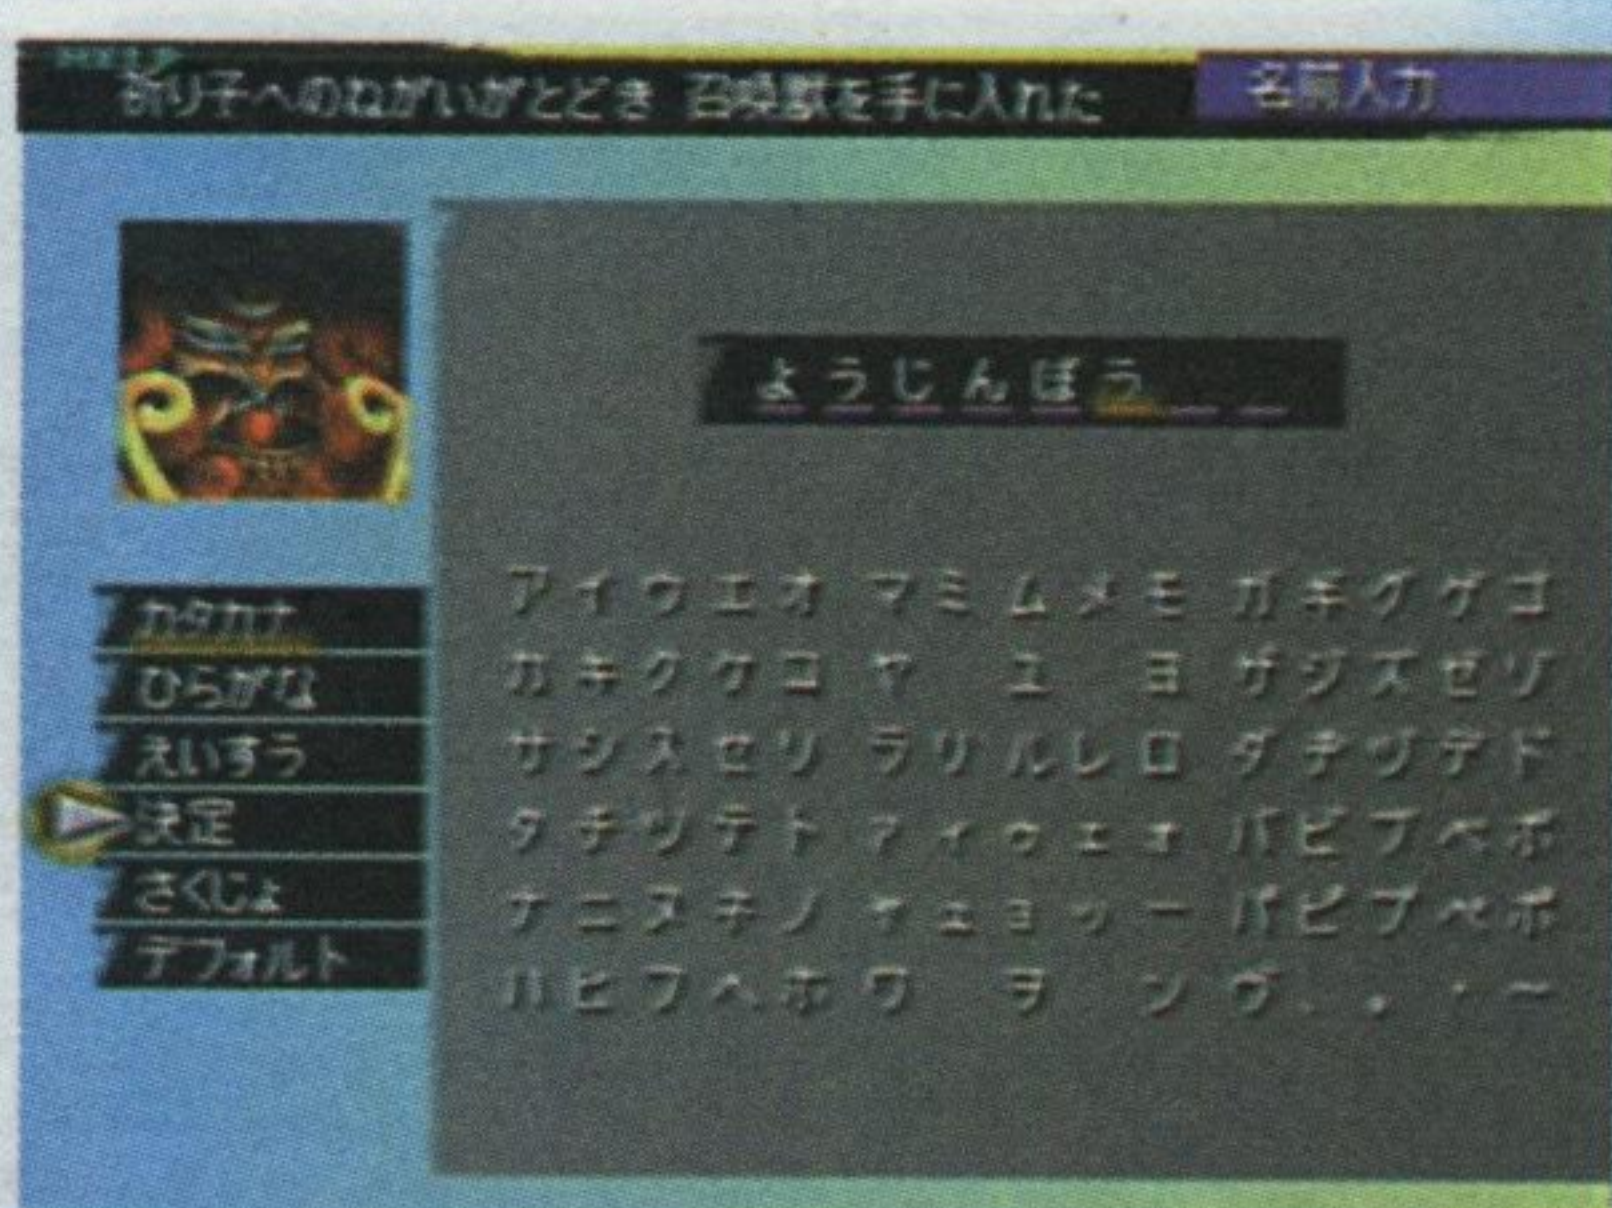 HELP
祈り子へのねがいがとどき 召喚獣を手に入れた
名前入力
ようじんぼう
カタカナ
ひらがな
えいすう
決定
さくじょ
デフォルト
アイウエオ マミムメモ ガギグゲゴ
カキクケコ ヤ ユ ヨ ザジズゼゾ
サシスセソ ラリルレロ ダヂヅデド
タチツテト ァィゥェォ バビブベボ
ナニヌネノ ャュョッー パピプペポ
ハヒフヘホ ワ ヲ ン ヴ、。・～